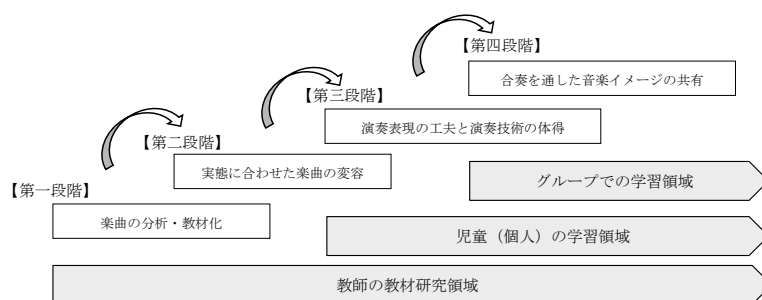 【第四段階】
合奏を通した音楽イメージの共有
【第三段階】
演奏表現の工夫と演奏技術の体得
【第二段階】
実態に合わせた楽曲の変容
グループでの学習領域
【第一段階】
楽曲の分析・教材化
児童（個人）の学習領域
教師の教材研究領域